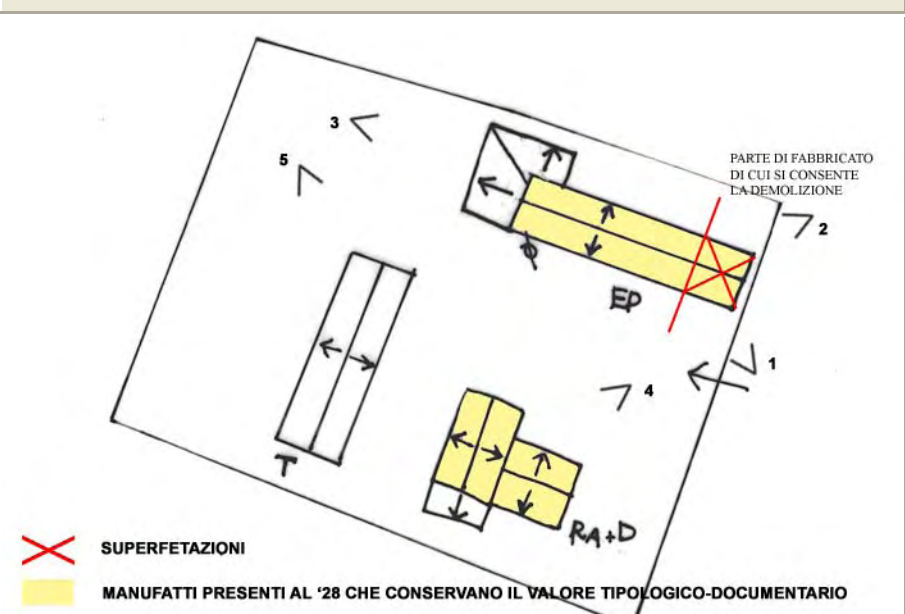 3
5
PARTE DI FABBRICATO
DI CUI SI CONSENTE
LA DEMOLIZIONE
2
EP
1
4
T
RA+D
SUPERFETAZIONI
MANUFATTI PRESENTI AL '28 CHE CONSERVANO IL VALORE TIPOLOGICO-DOCUMENTARIO